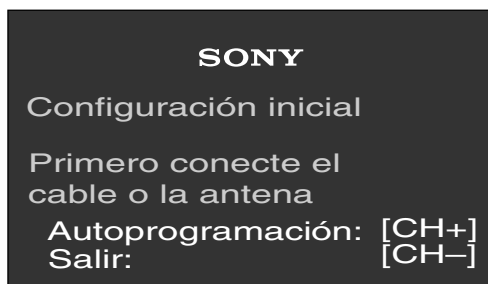 SONY
Configuración inicial
Primero conecte el
cable o la antena
Autoprogramación: [CH+]
Salir: [CH–]